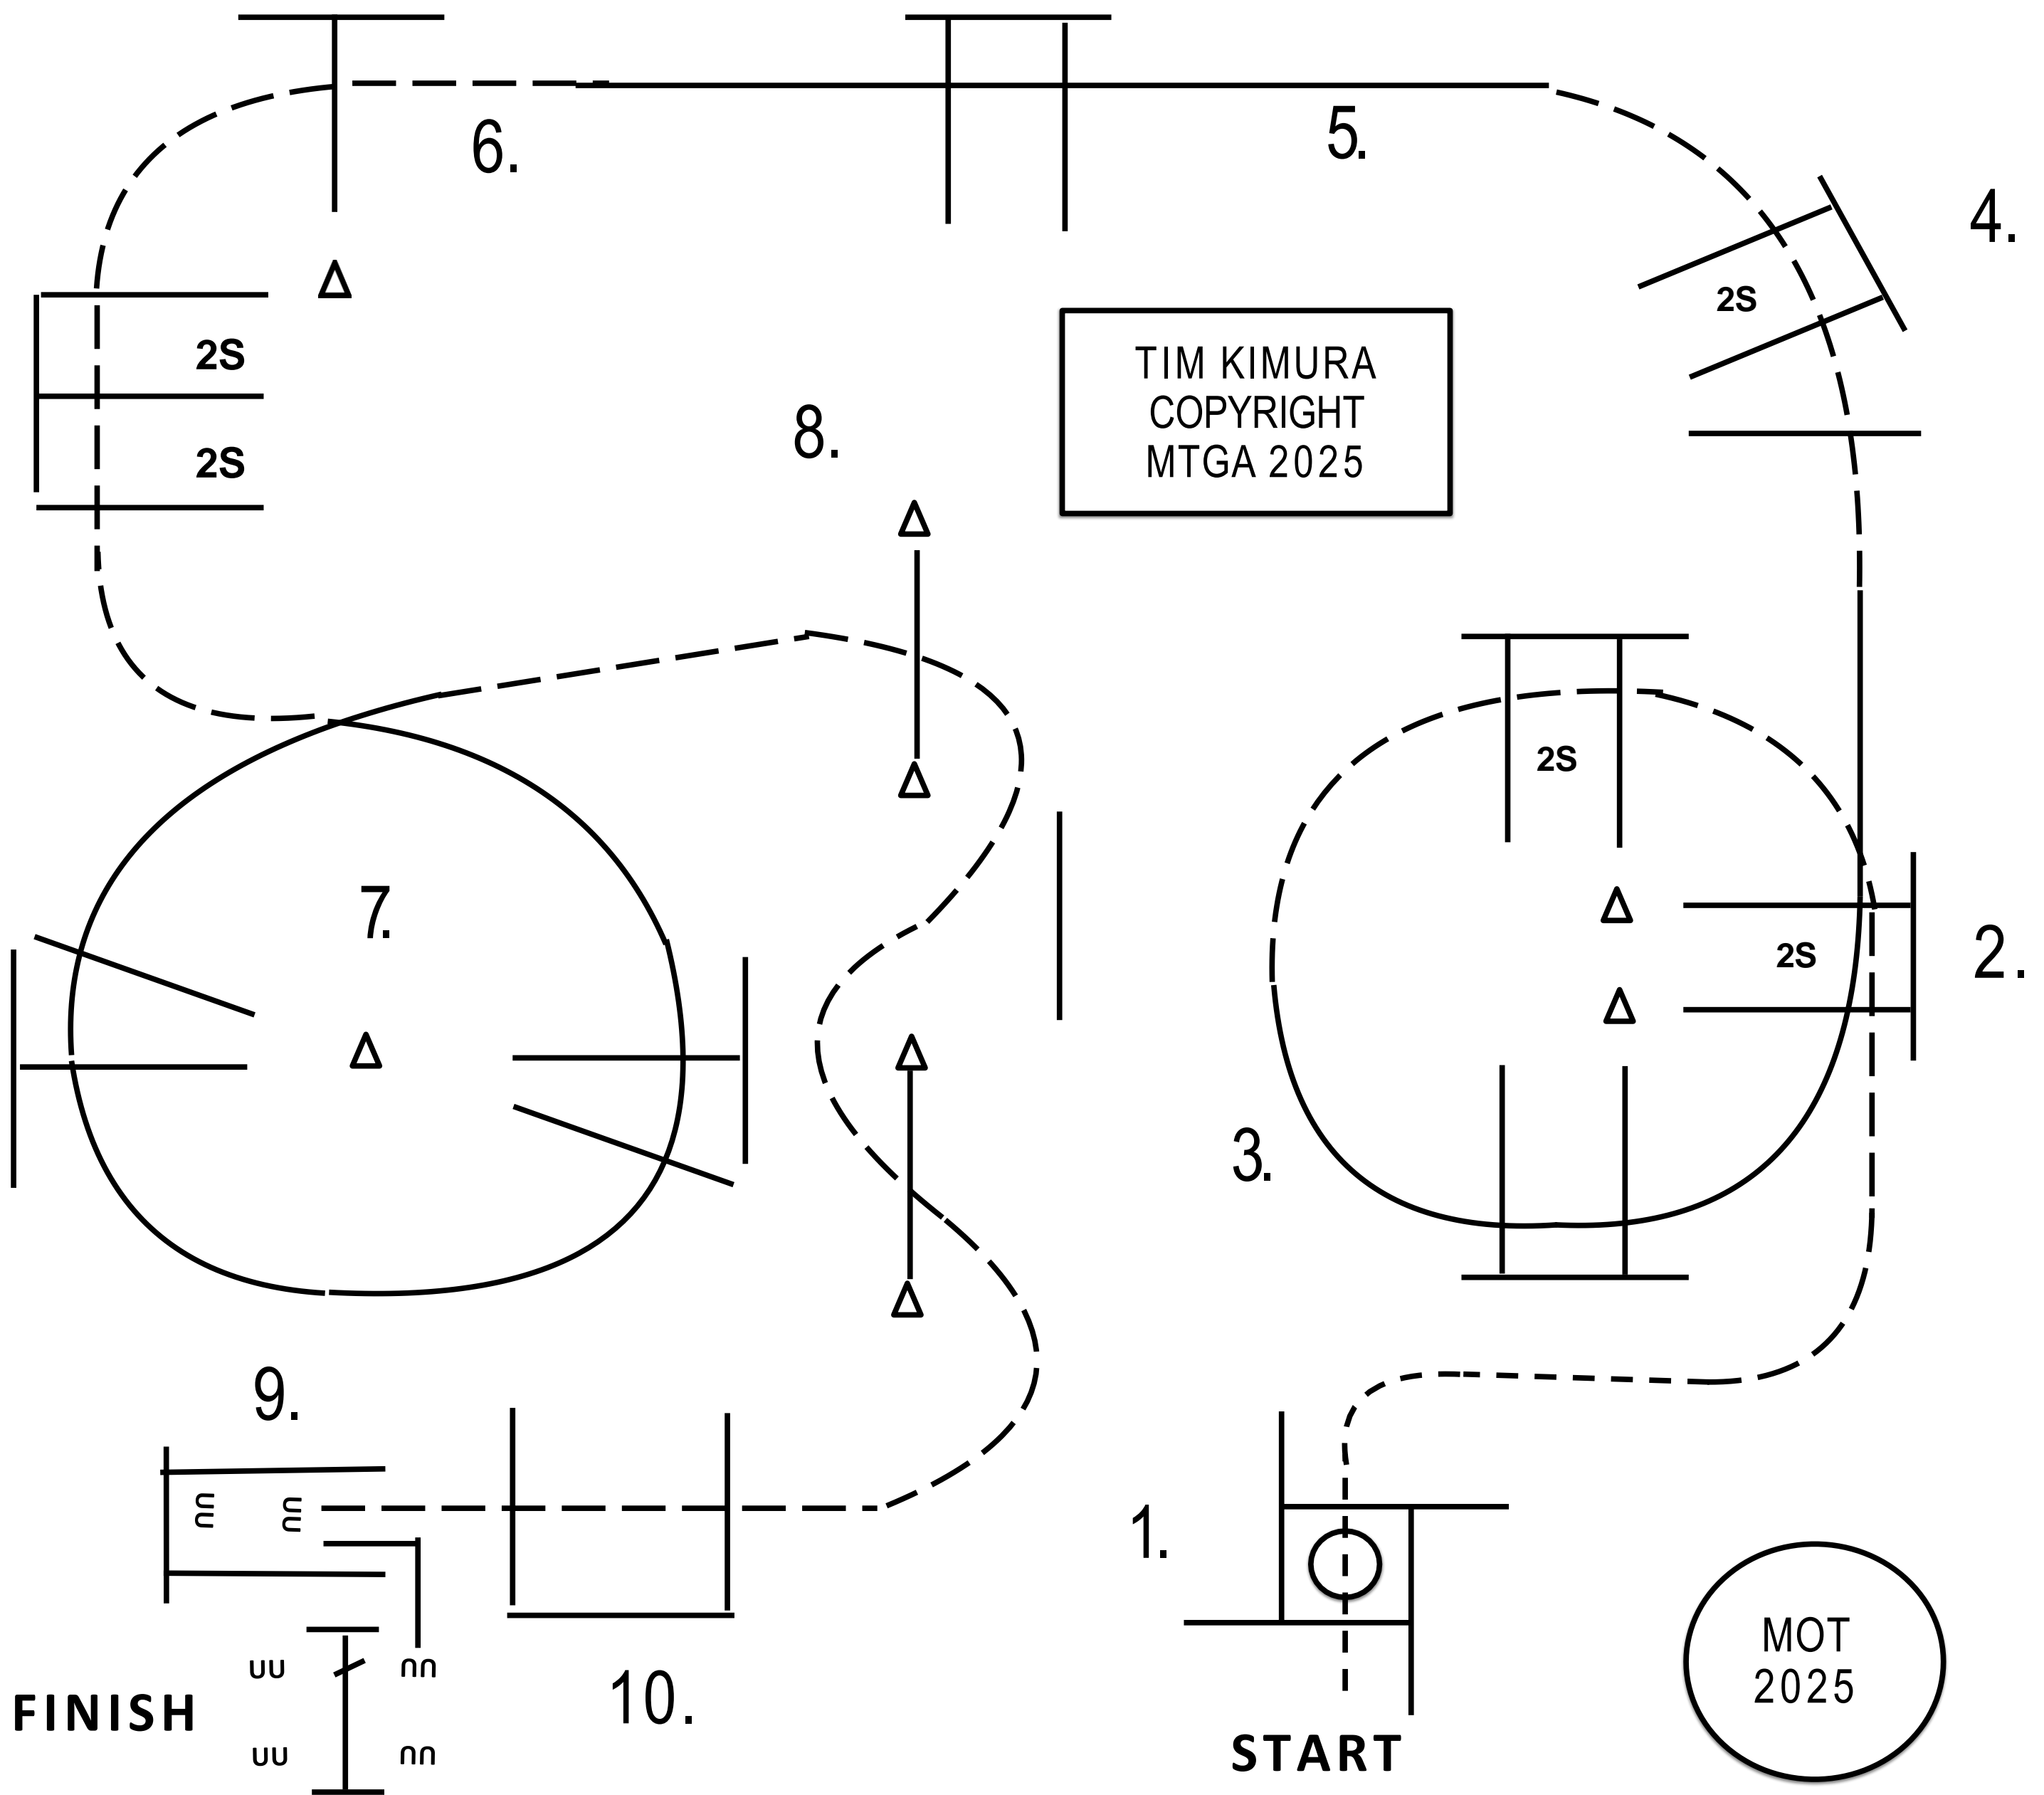 6.
5.
4.
2S
2S
TIM KIMURA
COPYRIGHT
MTGA 2025
8.
2S
2S
7.
2S
2.
3.
9.
1.
MOT
2025
10.
FINISH
START